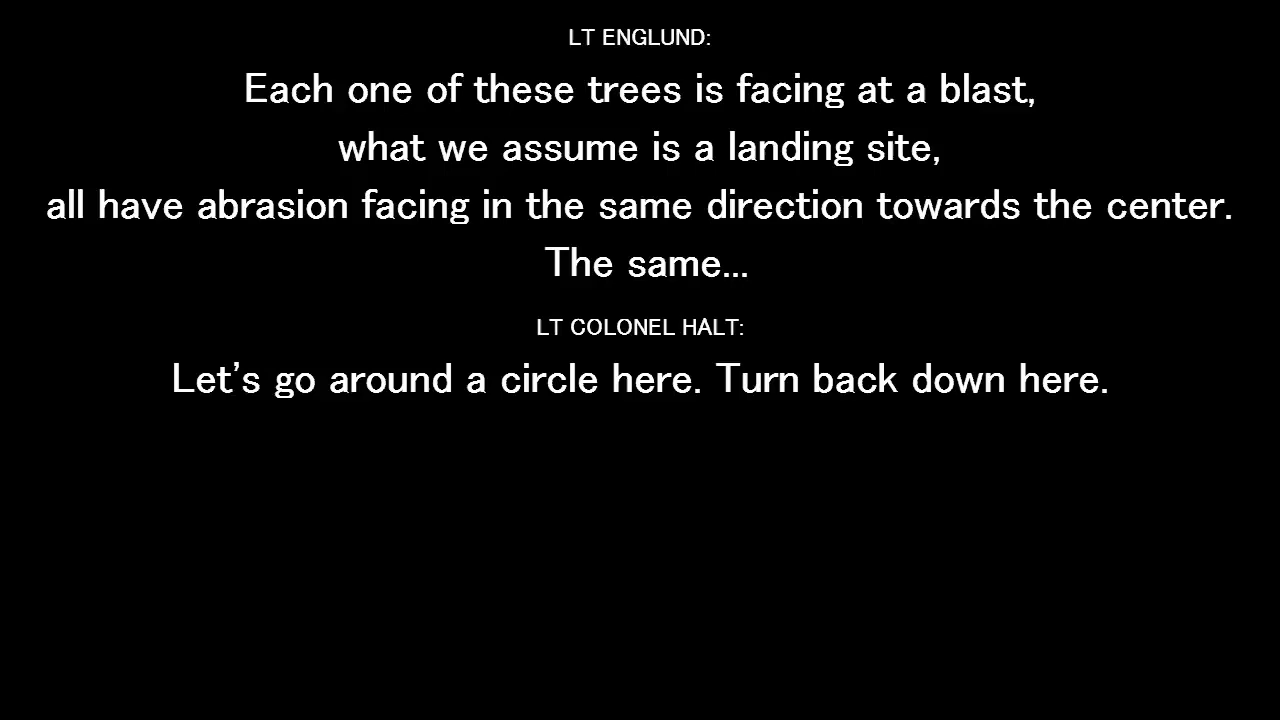 LT ENGLUND:
Each one of these trees is facing at a blast,
what we assume is a landing site,
all have abrasion facing in the same direction towards the center.
The same...
LT COLONEL HALT:
Let's go around a circle here. Turn back down here.